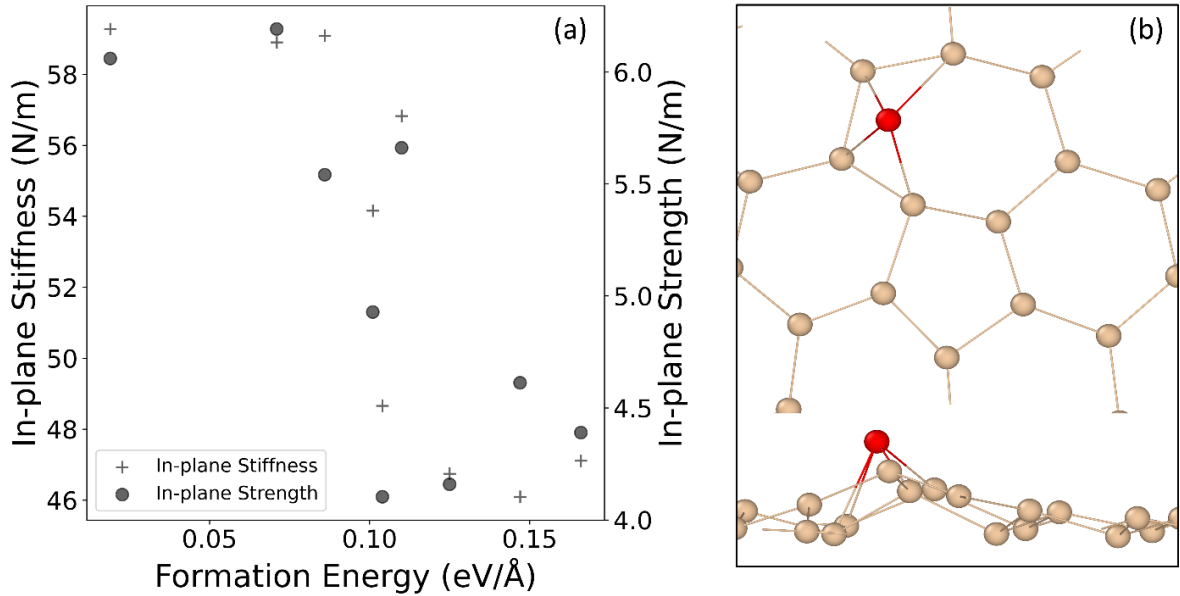 (a)
In-plane Stiffness (N/m)
58
56
54
52
50
48
46
In-plane Stiffness
In-plane Strength
0.05
0.10
0.15
Formation Energy (eV/Å)
6.0
5.5
5.0
4.5
4.0
In-plane Strength (N/m)
(b)